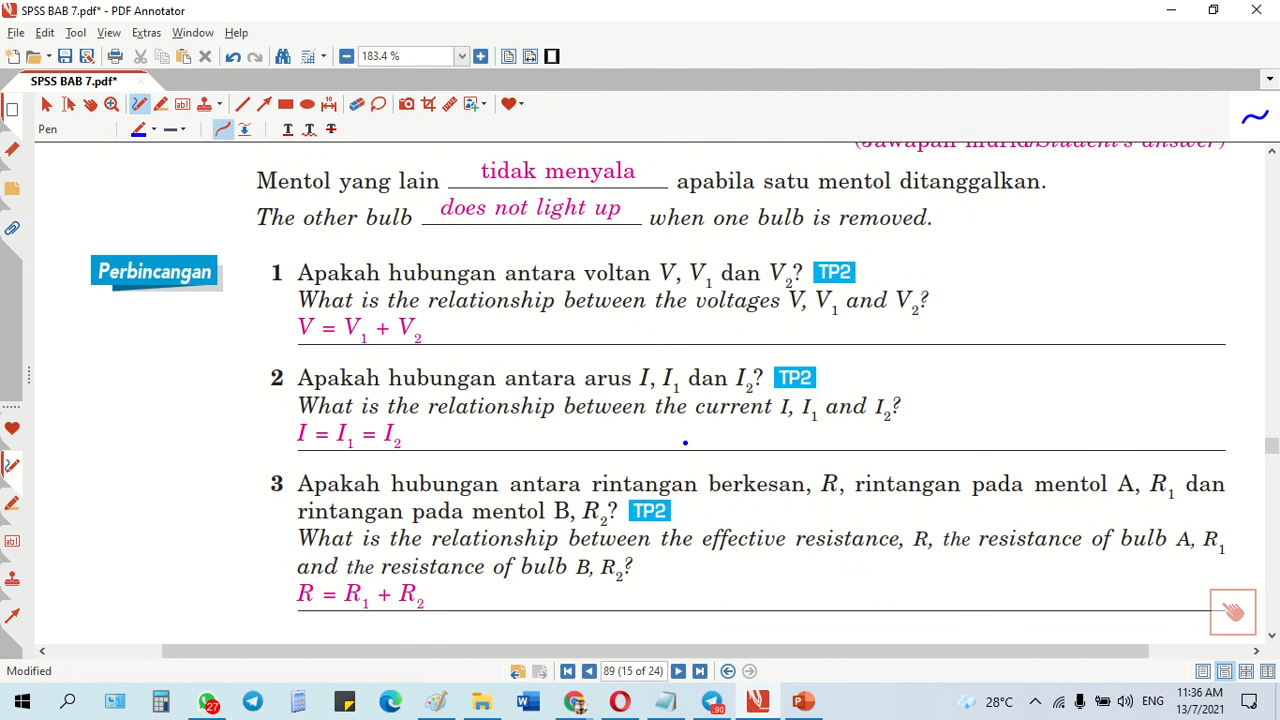 SPSS BAB 7.pdf* - PDF Annotator
File Edit Tool View Extras Window Help
183.4 %
SPSS BAB 7.pdf*
Pen
(Jawapan murid/Student's answer)
Mentol yang lain tidak menyala apabila satu mentol ditanggalkan.
The other bulb does not light up when one bulb is removed.
Perbincangan
1 Apakah hubungan antara voltan V, V1 dan V2? TP2
What is the relationship between the voltages V, V1 and V2?
V = V1 + V2
2 Apakah hubungan antara arus I, I1 dan I2? TP2
What is the relationship between the current I, I1 and I2?
I = I1 = I2
3 Apakah hubungan antara rintangan berkesan, R, rintangan pada mentol A, R1 dan
rintangan pada mentol B, R2? TP2
What is the relationship between the effective resistance, R, the resistance of bulb A, R1
and the resistance of bulb B, R2?
R = R1 + R2
Modified
89 (15 of 24)
27
90
28°C
ENG
11:36 AM
13/7/2021